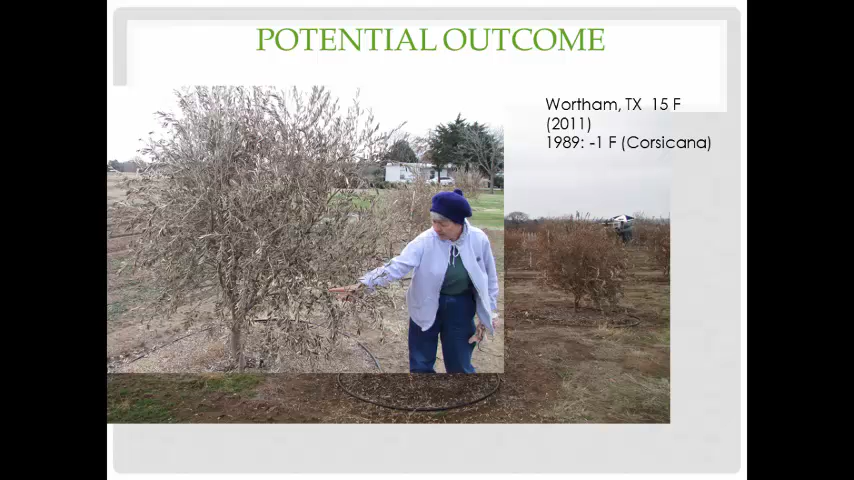 POTENTIAL OUTCOME
Wortham, TX  15 F
(2011)
1989: -1 F (Corsicana)